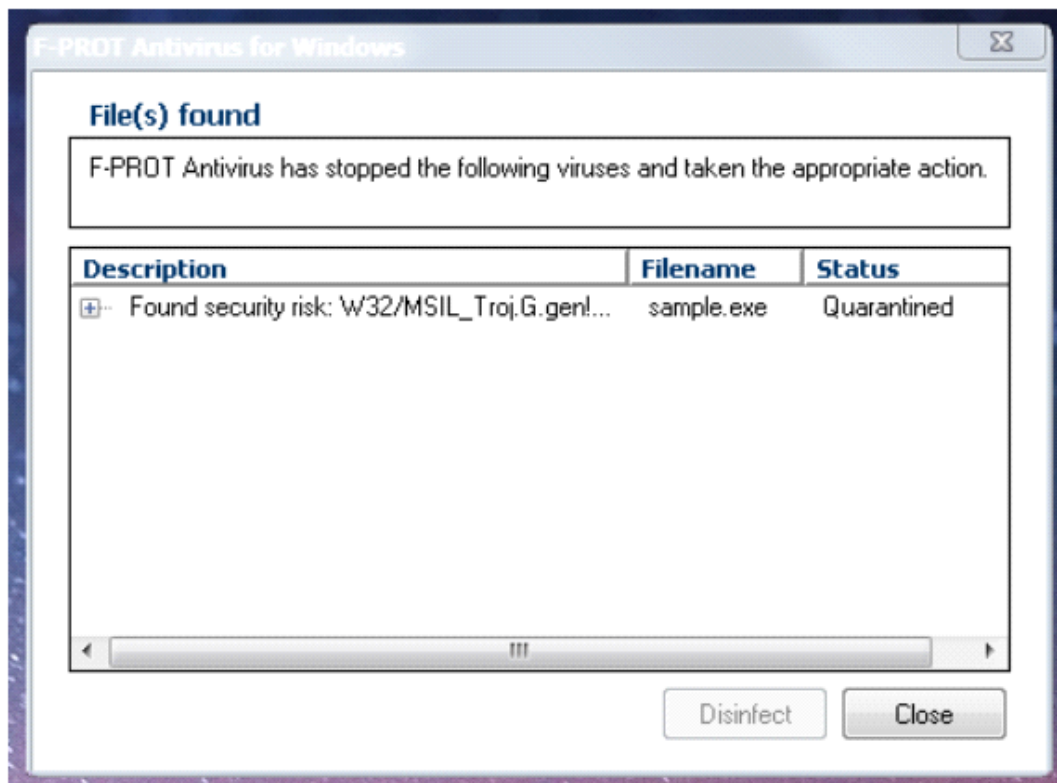 F-PROT Antivirus for Windows
File(s) found
F-PROT Antivirus has stopped the following viruses and taken the appropriate action.
Description Filename Status
Found security risk: W32/MSIL_Troj.G.gen!... sample.exe Quarantined
Disinfect Close